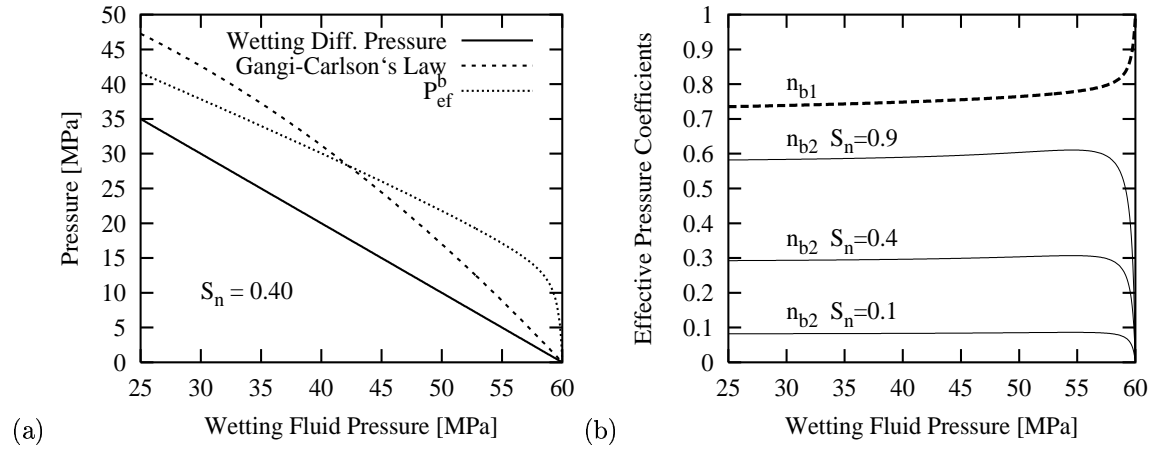 50
45
40
35
30
25
20
15
10
5
0
Pressure [MPa]
Wetting Diff. Pressure
Gangi-Carlson‘s Law
P_ef^b
S_n = 0.40
25 30 35 40 45 50 55 60
Wetting Fluid Pressure [MPa]
(a)
1
0.9
0.8
0.7
0.6
0.5
0.4
0.3
0.2
0.1
0
Effective Pressure Coefficients
n_b1
n_b2 S_n=0.9
n_b2 S_n=0.4
n_b2 S_n=0.1
25 30 35 40 45 50 55 60
Wetting Fluid Pressure [MPa]
(b)